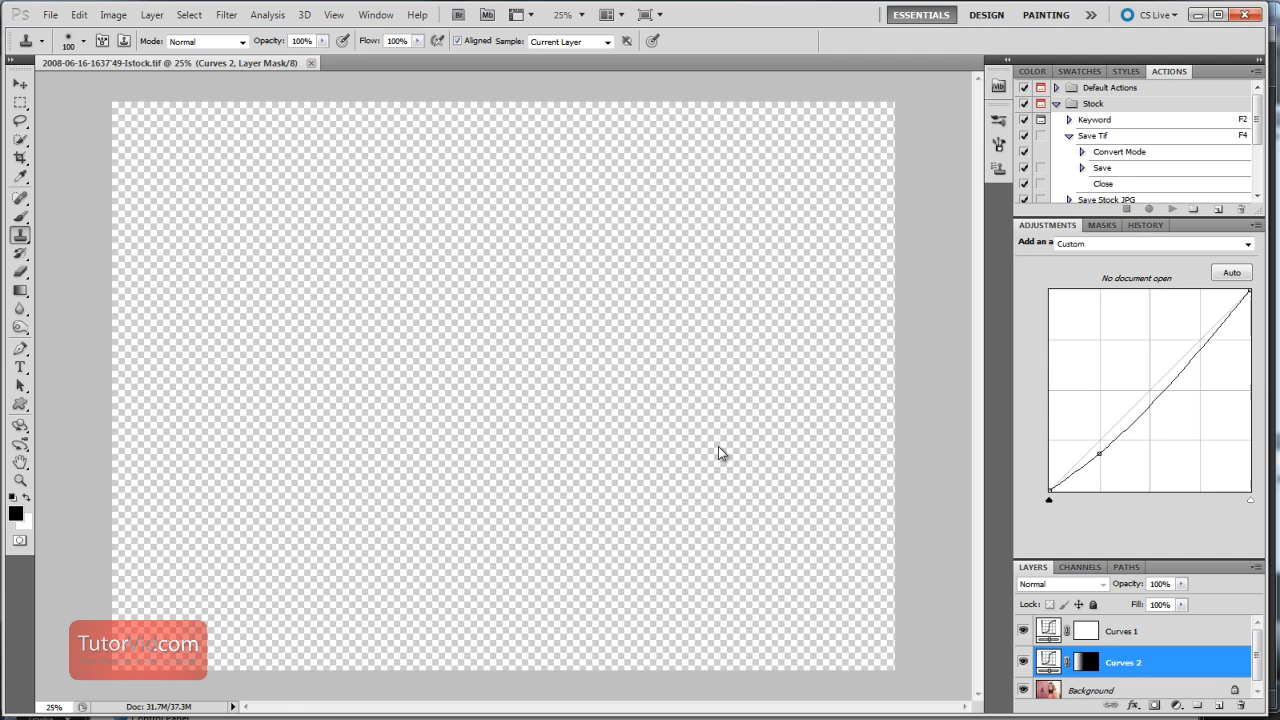 Ps File Edit Image Layer Select Filter Analysis 3D View Window Help Br Mb 25% ESSENTIALS DESIGN PAINTING CS Live
100 Mode: Normal Opacity: 100% Flow: 100% Aligned Sample: Current Layer
2008-06-16-1637'49-Istock.tif @ 25% (Curves 2, Layer Mask/8)
COLOR SWATCHES STYLES ACTIONS
Default Actions
Stock
Keyword F2
Save Tif F4
Convert Mode
Save
Close
Save Stock JPG
ADJUSTMENTS MASKS HISTORY
Add an a Custom
No document open Auto
LAYERS CHANNELS PATHS
Normal Opacity: 100%
Lock: Fill: 100%
Curves 1
Curves 2
Background
TutorVid.com
25% Doc: 31.7M/37.3M